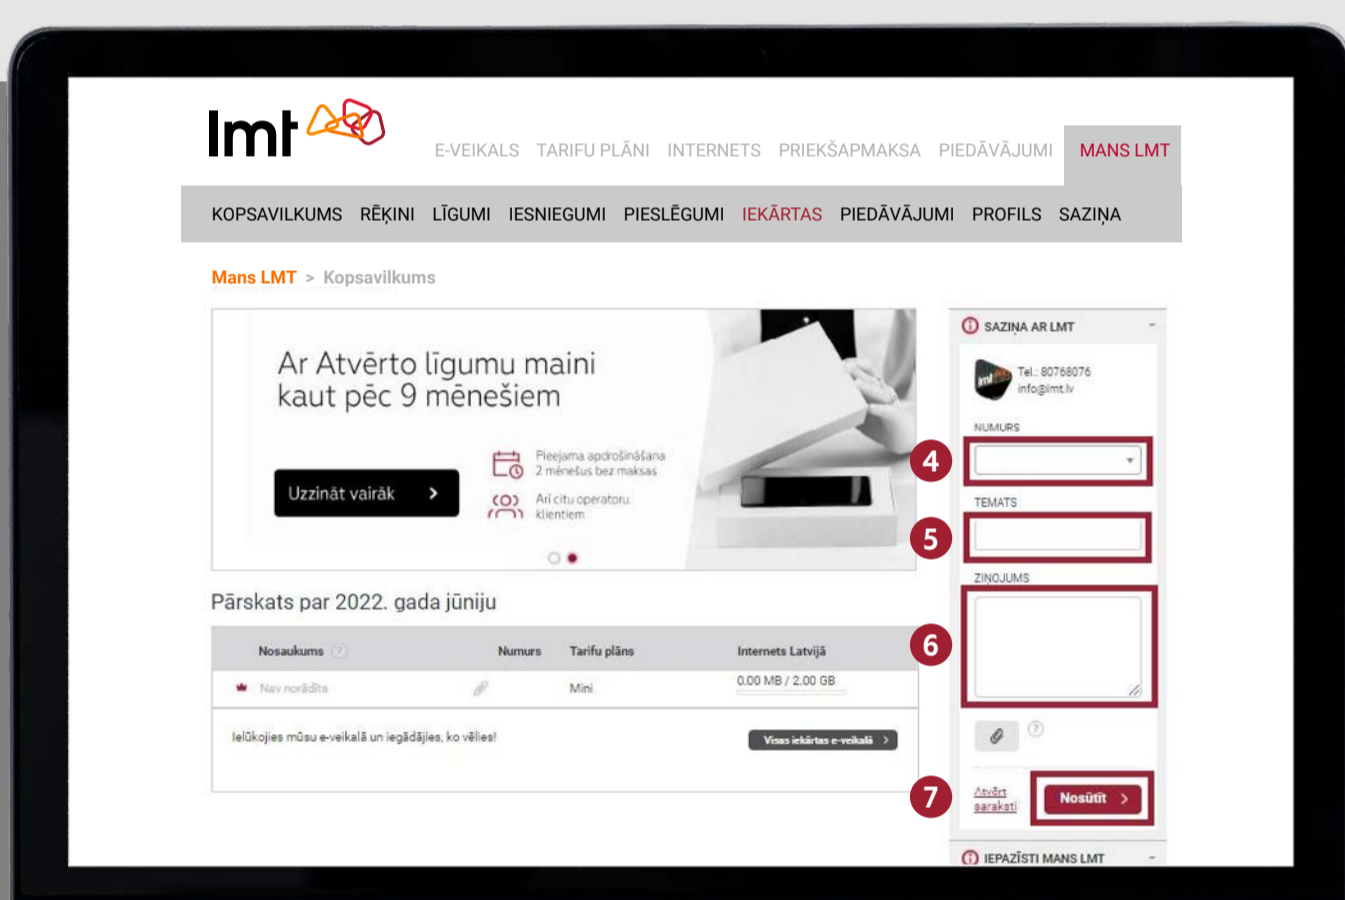 lmt
E-VEIKALS TARIFU PLĀNI INTERNETS PRIEKŠAPMAKSA PIEDĀVĀJUMI MANS LMT
KOPSAVILKUMS RĒĶINI LĪGUMI IESNIEGUMI PIESLĒGUMI IEKĀRTAS PIEDĀVĀJUMI PROFILS SAZIŅA
Mans LMT > Kopsavilkums
Ar Atvērto līgumu maini
kaut pēc 9 mēnešiem
Pieejama apdrošināšana
2 mēnešus bez maksas
Uzzināt vairāk >
Arī citu operatoru
klientiem
Pārskats par 2022. gada jūniju
Nosaukums ? Numurs Tarifu plāns Internets Latvijā
Nav norādīts Mini 0.00 MB / 2.00 GB
Ielūkojies mūsu e-veikalā un iegādājies, ko vēlies! Visas iekārtas e-veikalā >
SAZIŅA AR LMT -
lmt
Tel.: 80768076
info@lmt.lv
NUMURS
4
TEMATS
5
ZIŅOJUMS
6
?
7
Atvērt
saraksti
Nosūtīt >
IEPAZĪSTI MANS LMT -